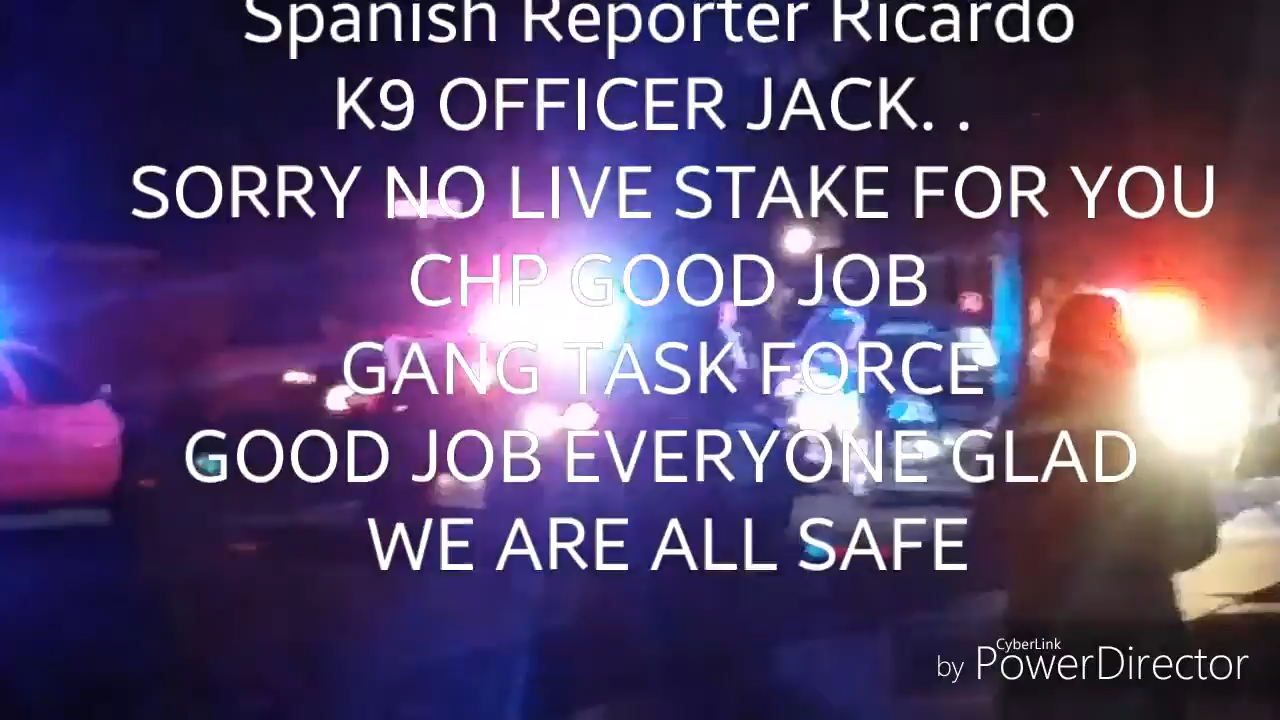 Spanish Reporter Ricardo
K9 OFFICER JACK. .
SORRY NO LIVE STAKE FOR YOU
CHP GOOD JOB
GANG TASK FORCE
GOOD JOB EVERYONE GLAD
WE ARE ALL SAFE
CyberLink
by PowerDirector